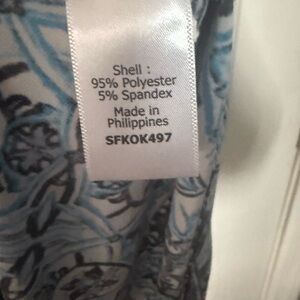 Shell :
95% Polyester
5% Spandex
Made in
Philippines
SFKOK497